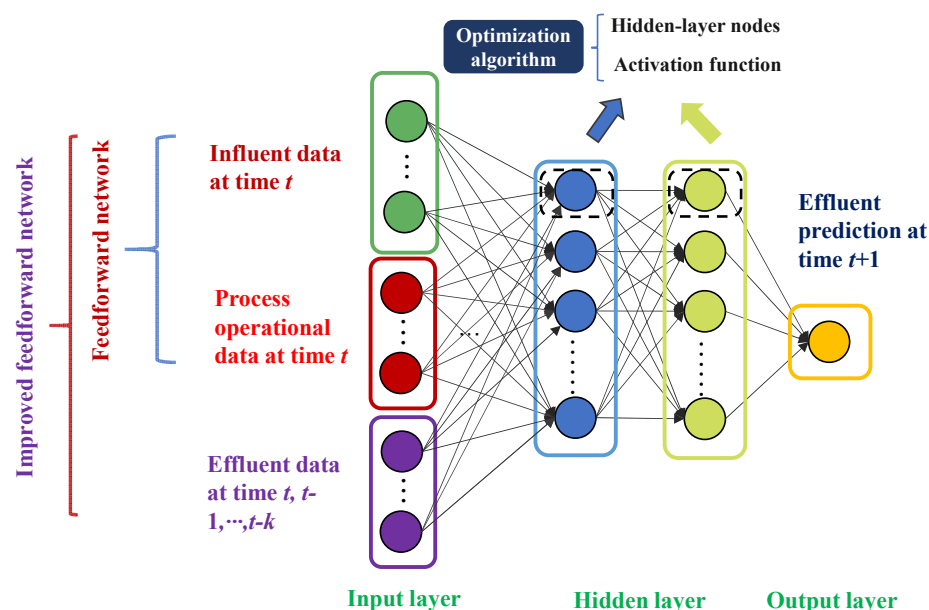 Optimization
algorithm
Hidden-layer nodes
Activation function
Improved feedforward network
Feedforward network
Influent data
at time t
Process
operational
data at time t
Effluent data
at time t, t-
1,···,t-k
...
Effluent
prediction at
time t+1
Input layer
Hidden layer
Output layer